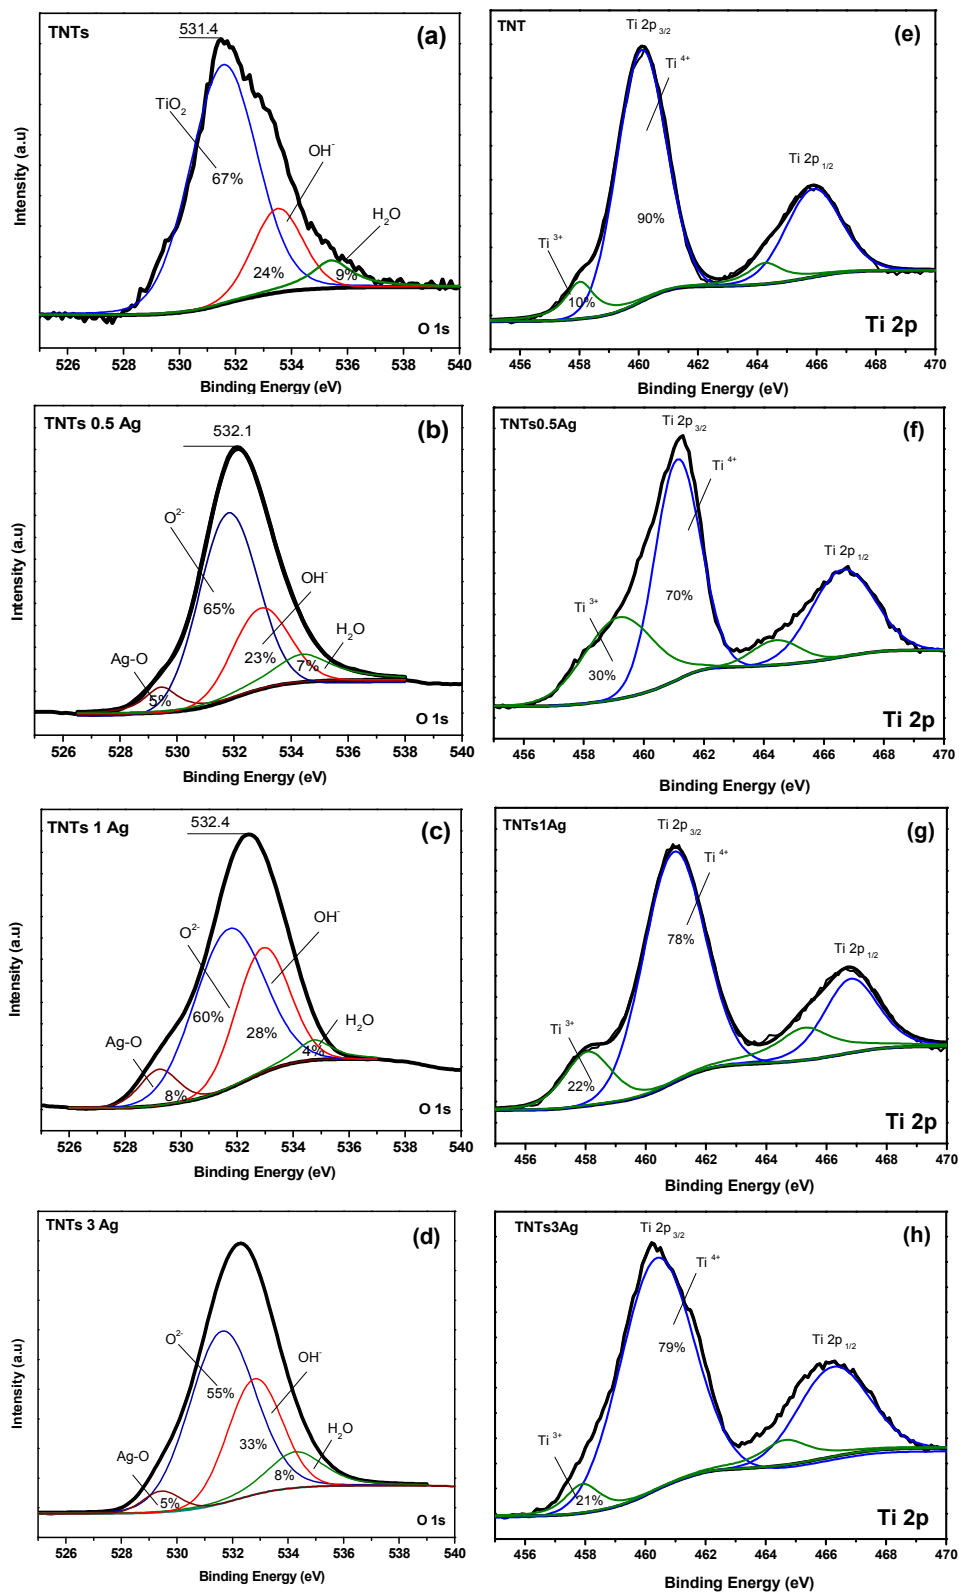 TNTs
531.4
(a)
TiO2
67%
OH-
H2O
24%
9%
O 1s
Intensity (a.u)
526 528 530 532 534 536 538 540
Binding Energy (eV)
TNT
Ti 2p3/2
(e)
Ti 4+
Ti 2p1/2
90%
Ti 3+
10%
Ti 2p
456 458 460 462 464 466 468 470
Binding Energy (eV)
TNTs 0.5 Ag
532.1
(b)
O2-
OH-
65%
H2O
23%
7%
Ag-O
5%
O 1s
Intensity (a.u)
526 528 530 532 534 536 538 540
Binding Energy (eV)
TNTs0.5Ag
Ti 2p3/2
(f)
Ti 4+
Ti 2p1/2
70%
Ti 3+
30%
Ti 2p
456 458 460 462 464 466 468 470
Binding Energy (eV)
TNTs 1 Ag
532.4
(c)
OH-
O2-
60%
28%
H2O
4%
Ag-O
8%
O 1s
Intensity (a.u)
526 528 530 532 534 536 538 540
Binding Energy (eV)
TNTs1Ag
Ti 2p3/2
(g)
Ti 4+
78%
Ti 2p1/2
Ti 3+
22%
Ti 2p
456 458 460 462 464 466 468 470
Binding Energy (eV)
TNTs 3 Ag
(d)
O2-
OH-
55%
33%
H2O
8%
Ag-O
5%
O 1s
Intensity (a.u)
526 528 530 532 534 536 538 540
Binding Energy (eV)
TNTs3Ag
Ti 2p3/2
(h)
Ti 4+
79%
Ti 2p1/2
Ti 3+
21%
Ti 2p
456 458 460 462 464 466 468 470
Binding Energy (eV)